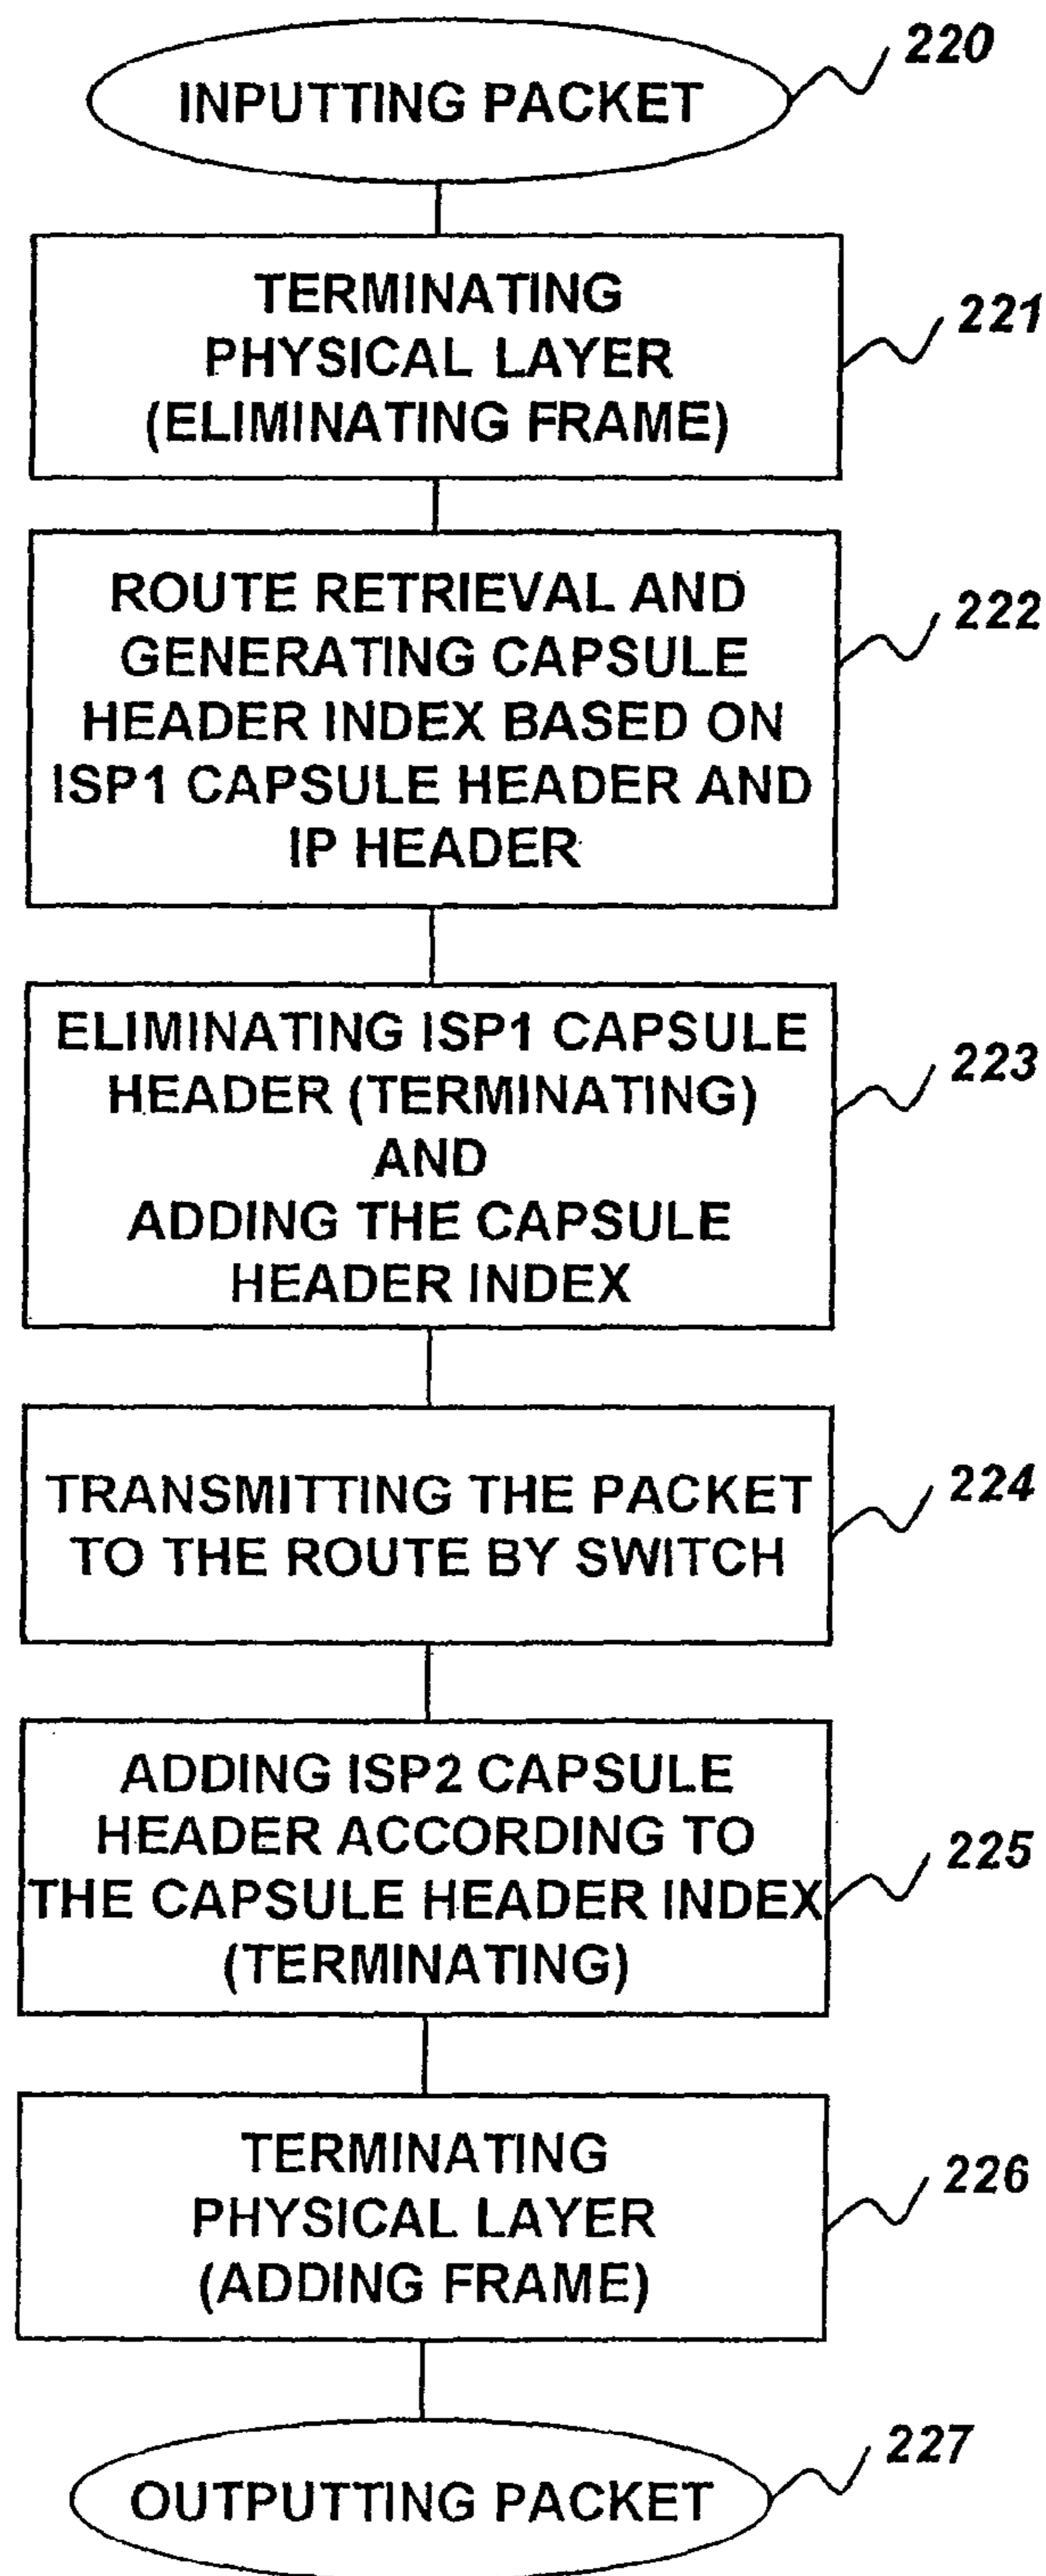 INPUTTING PACKET
220
TERMINATING
PHYSICAL LAYER
(ELIMINATING FRAME)
221
ROUTE RETRIEVAL AND
GENERATING CAPSULE
HEADER INDEX BASED ON
ISP1 CAPSULE HEADER AND
IP HEADER
222
ELIMINATING ISP1 CAPSULE
HEADER (TERMINATING)
AND
ADDING THE CAPSULE
HEADER INDEX
223
TRANSMITTING THE PACKET
TO THE ROUTE BY SWITCH
224
ADDING ISP2 CAPSULE
HEADER ACCORDING TO
THE CAPSULE HEADER INDEX
(TERMINATING)
225
TERMINATING
PHYSICAL LAYER
(ADDING FRAME)
226
OUTPUTTING PACKET
227